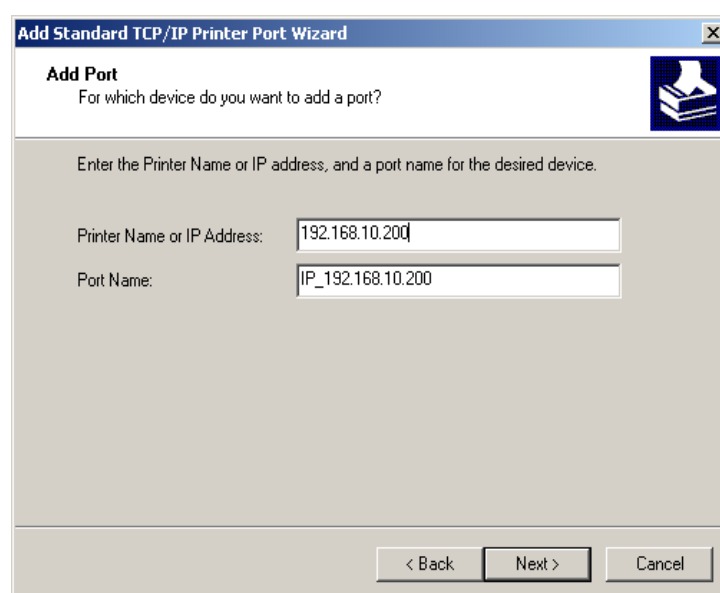 Add Standard TCP/IP Printer Port Wizard
Add Port
For which device do you want to add a port?
Enter the Printer Name or IP address, and a port name for the desired device.
Printer Name or IP Address: 192.168.10.200
Port Name: IP_192.168.10.200
< Back Next > Cancel